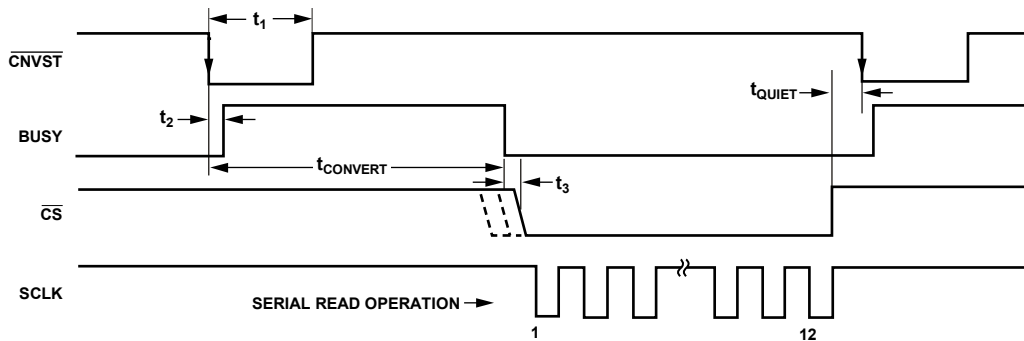 t₁
CNVST
tQUIET
t₂
BUSY
tCONVERT
t₃
CS
SCLK
SERIAL READ OPERATION
1
12